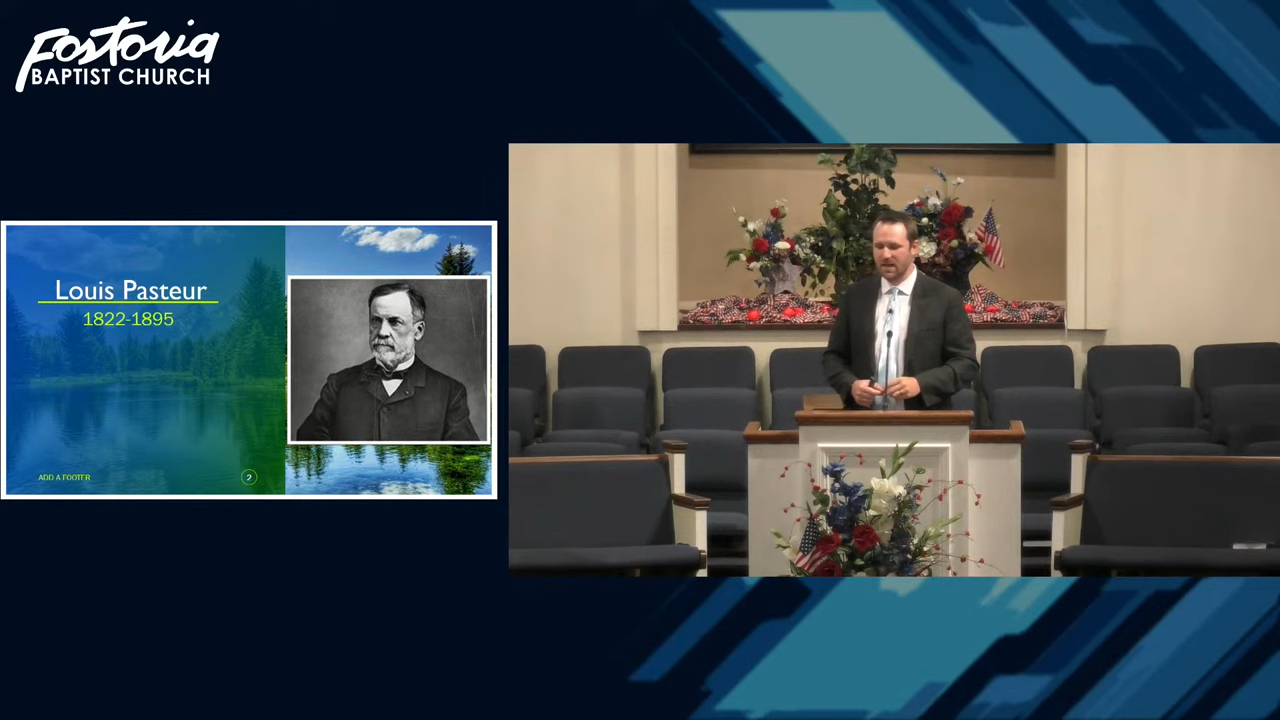 Fostoria
BAPTIST CHURCH
Louis Pasteur
1822-1895
ADD A FOOTER
2